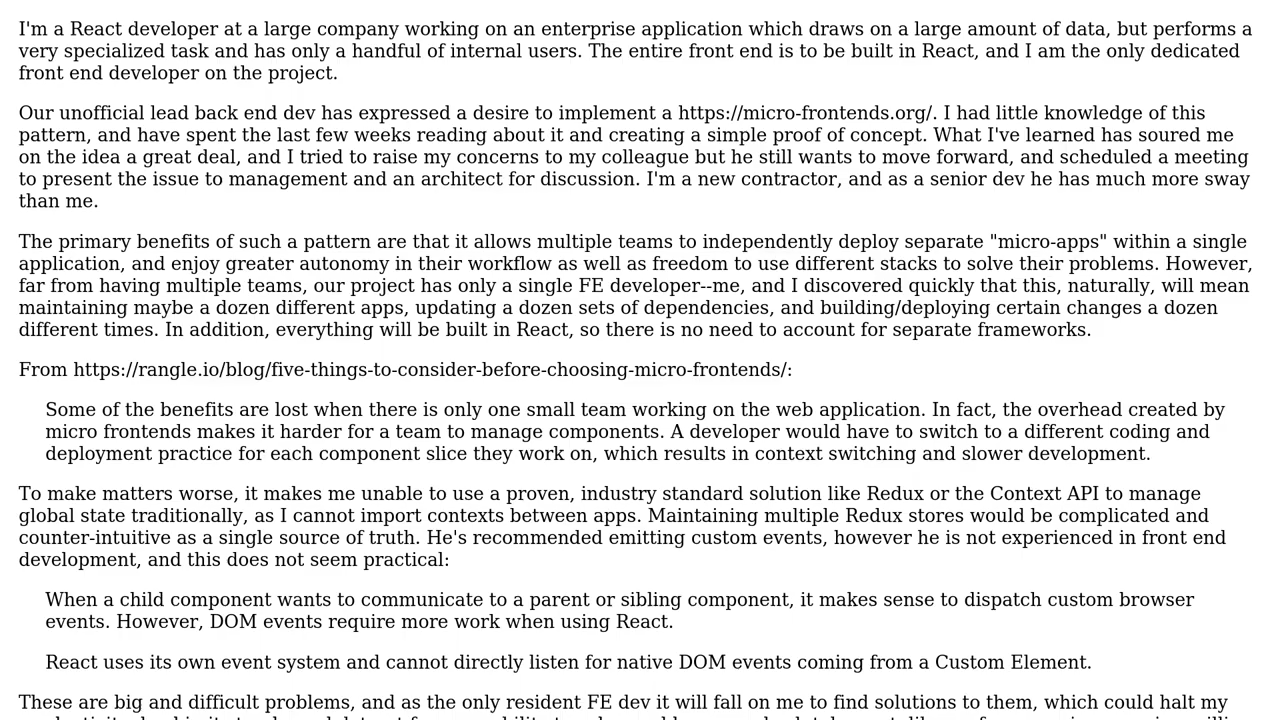 I'm a React developer at a large company working on an enterprise application which draws on a large amount of data, but performs a
very specialized task and has only a handful of internal users. The entire front end is to be built in React, and I am the only dedicated
front end developer on the project.
Our unofficial lead back end dev has expressed a desire to implement a https://micro-frontends.org/. I had little knowledge of this
pattern, and have spent the last few weeks reading about it and creating a simple proof of concept. What I've learned has soured me
on the idea a great deal, and I tried to raise my concerns to my colleague but he still wants to move forward, and scheduled a meeting
to present the issue to management and an architect for discussion. I'm a new contractor, and as a senior dev he has much more sway
than me.
The primary benefits of such a pattern are that it allows multiple teams to independently deploy separate "micro-apps" within a single
application, and enjoy greater autonomy in their workflow as well as freedom to use different stacks to solve their problems. However,
far from having multiple teams, our project has only a single FE developer--me, and I discovered quickly that this, naturally, will mean
maintaining maybe a dozen different apps, updating a dozen sets of dependencies, and building/deploying certain changes a dozen
different times. In addition, everything will be built in React, so there is no need to account for separate frameworks.
From https://rangle.io/blog/five-things-to-consider-before-choosing-micro-frontends/:
Some of the benefits are lost when there is only one small team working on the web application. In fact, the overhead created by
micro frontends makes it harder for a team to manage components. A developer would have to switch to a different coding and
deployment practice for each component slice they work on, which results in context switching and slower development.
To make matters worse, it makes me unable to use a proven, industry standard solution like Redux or the Context API to manage
global state traditionally, as I cannot import contexts between apps. Maintaining multiple Redux stores would be complicated and
counter-intuitive as a single source of truth. He's recommended emitting custom events, however he is not experienced in front end
development, and this does not seem practical:
When a child component wants to communicate to a parent or sibling component, it makes sense to dispatch custom browser
events. However, DOM events require more work when using React.
React uses its own event system and cannot directly listen for native DOM events coming from a Custom Element.
These are big and difficult problems, and as the only resident FE dev it will fall on me to find solutions to them, which could halt my